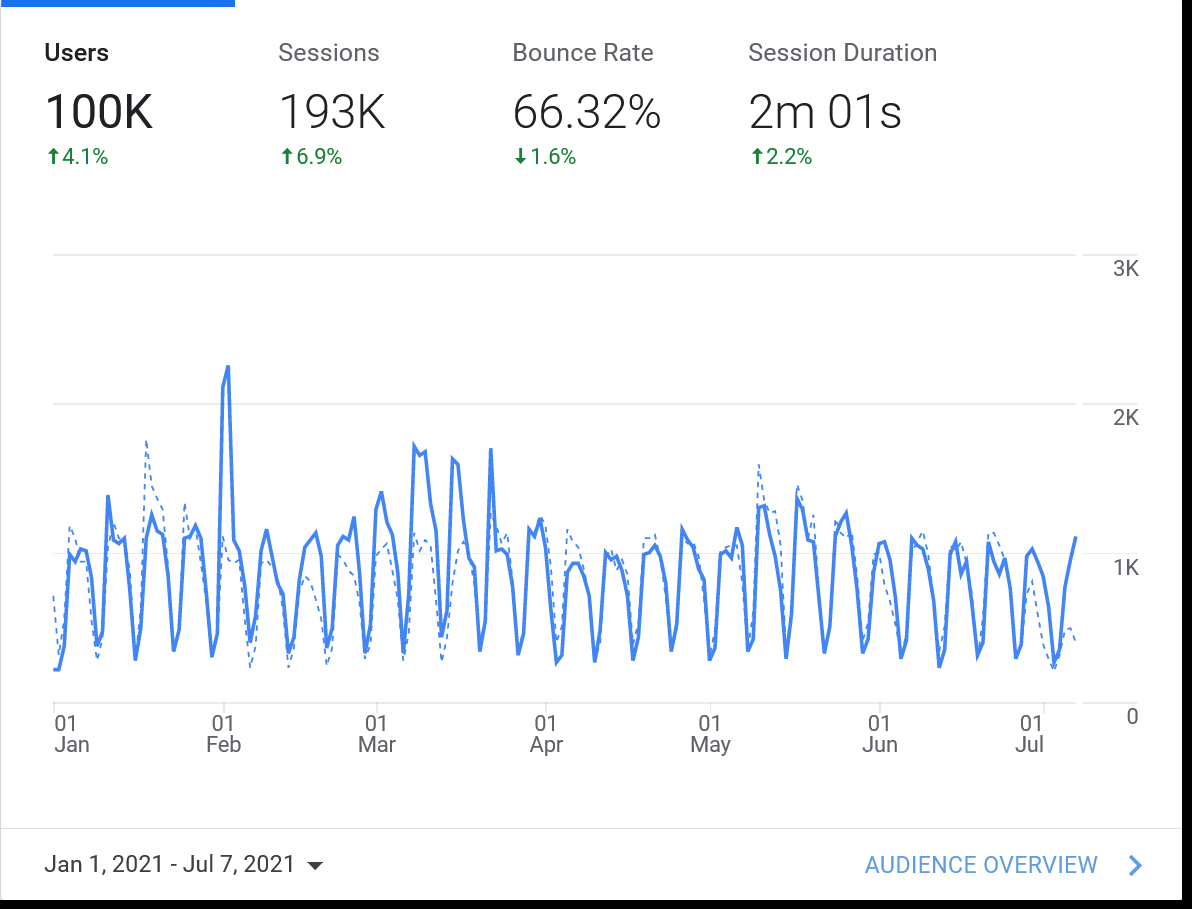 Users Sessions Bounce Rate Session Duration
100K 193K 66.32% 2m 01s
↑4.1% ↑6.9% ↓1.6% ↑2.2%
3K
2K
1K
0
01 01 01 01 01 01 01
Jan Feb Mar Apr May Jun Jul
Jan 1, 2021 - Jul 7, 2021 AUDIENCE OVERVIEW